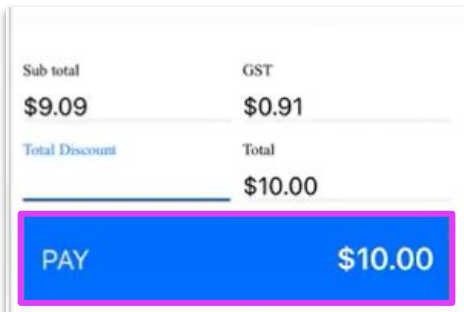 Sub total GST
$9.09 $0.91
Total Discount Total
$10.00
PAY $10.00